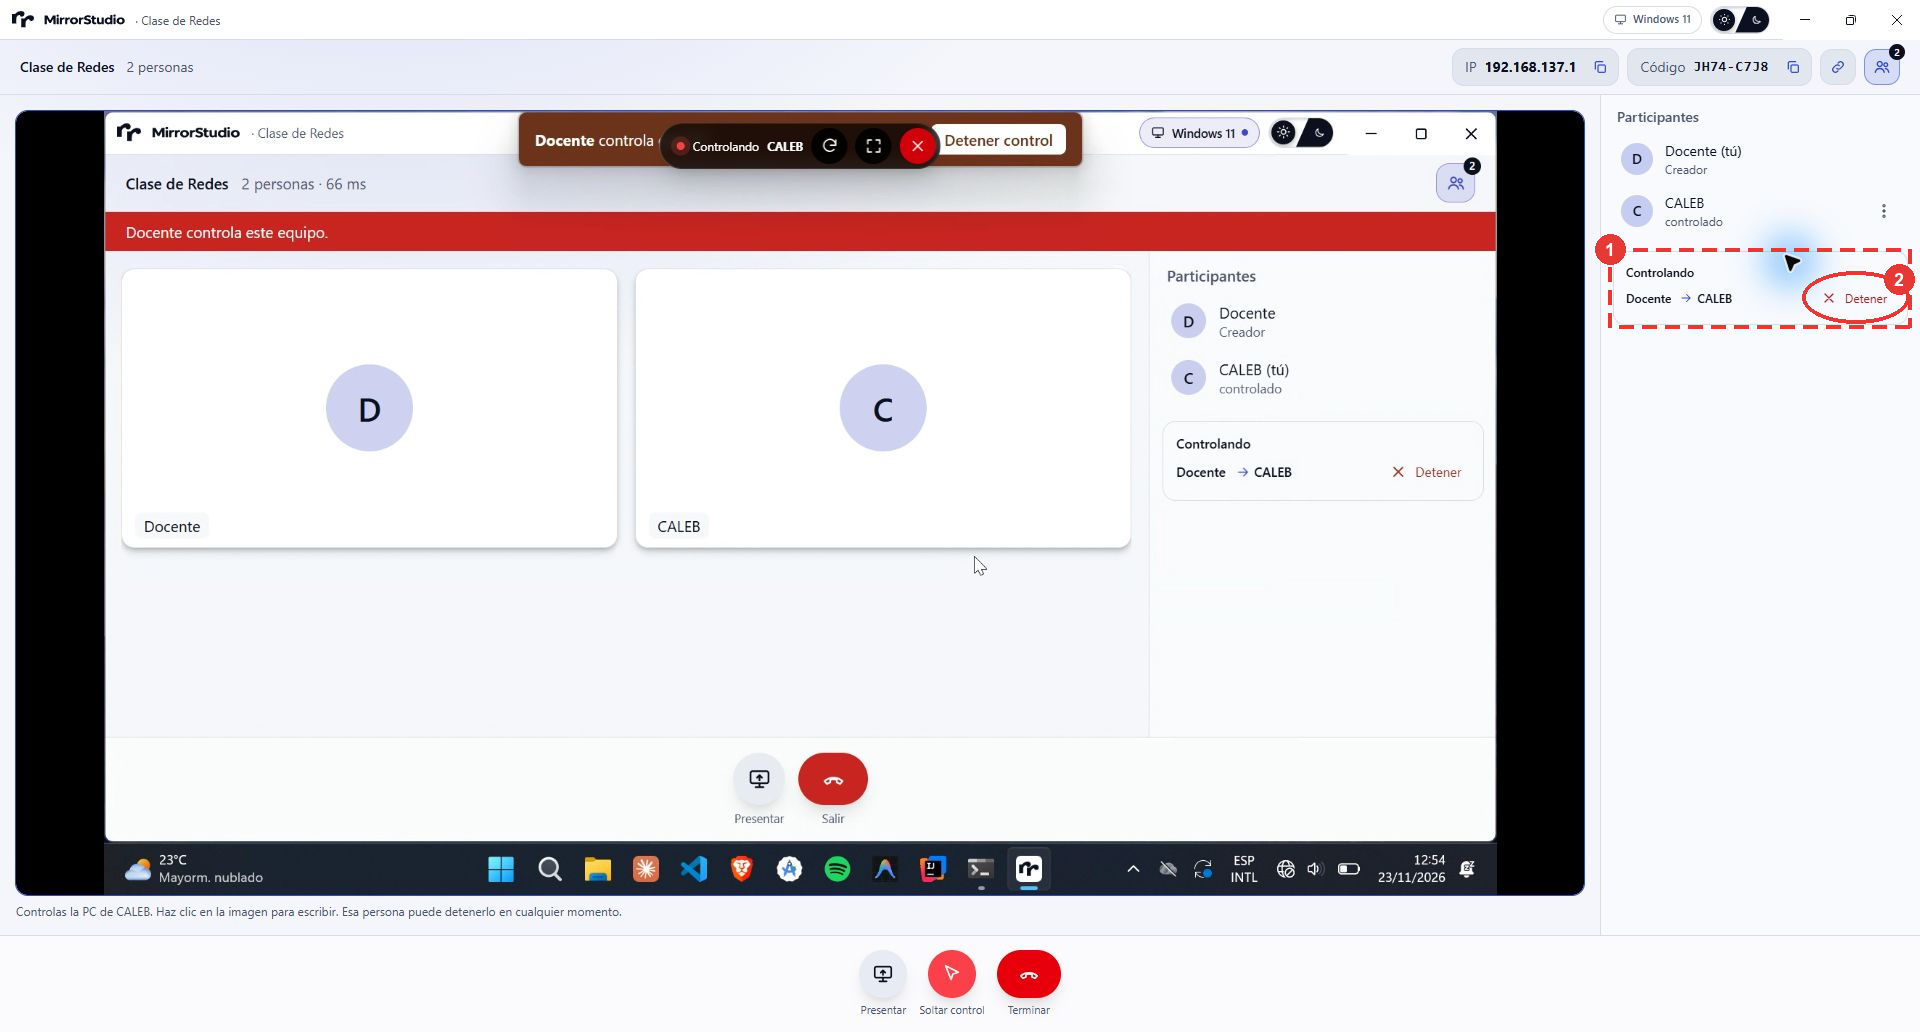 MirrorStudio · Clase de Redes
Windows 11
Clase de Redes 2 personas
IP 192.168.137.1
Código JH74-C7J8
2
MirrorStudio · Clase de Redes
Docente controla
Controlando CALEB
Detener control
Windows 11
Clase de Redes 2 personas · 66 ms
2
Docente controla este equipo.
D
Docente
C
CALEB
Participantes
D
Docente
Creador
C
CALEB (tú)
controlado
Controlando
Docente → CALEB
Detener
Presentar
Salir
23°C
Mayorm. nublado
ESP
INTL
12:54
23/11/2026
Controlas la PC de CALEB. Haz clic en la imagen para escribir. Esa persona puede detenerlo en cualquier momento.
Participantes
D
Docente (tú)
Creador
C
CALEB
controlado
1
Controlando
2
Docente → CALEB
Detener
Presentar
Soltar control
Terminar